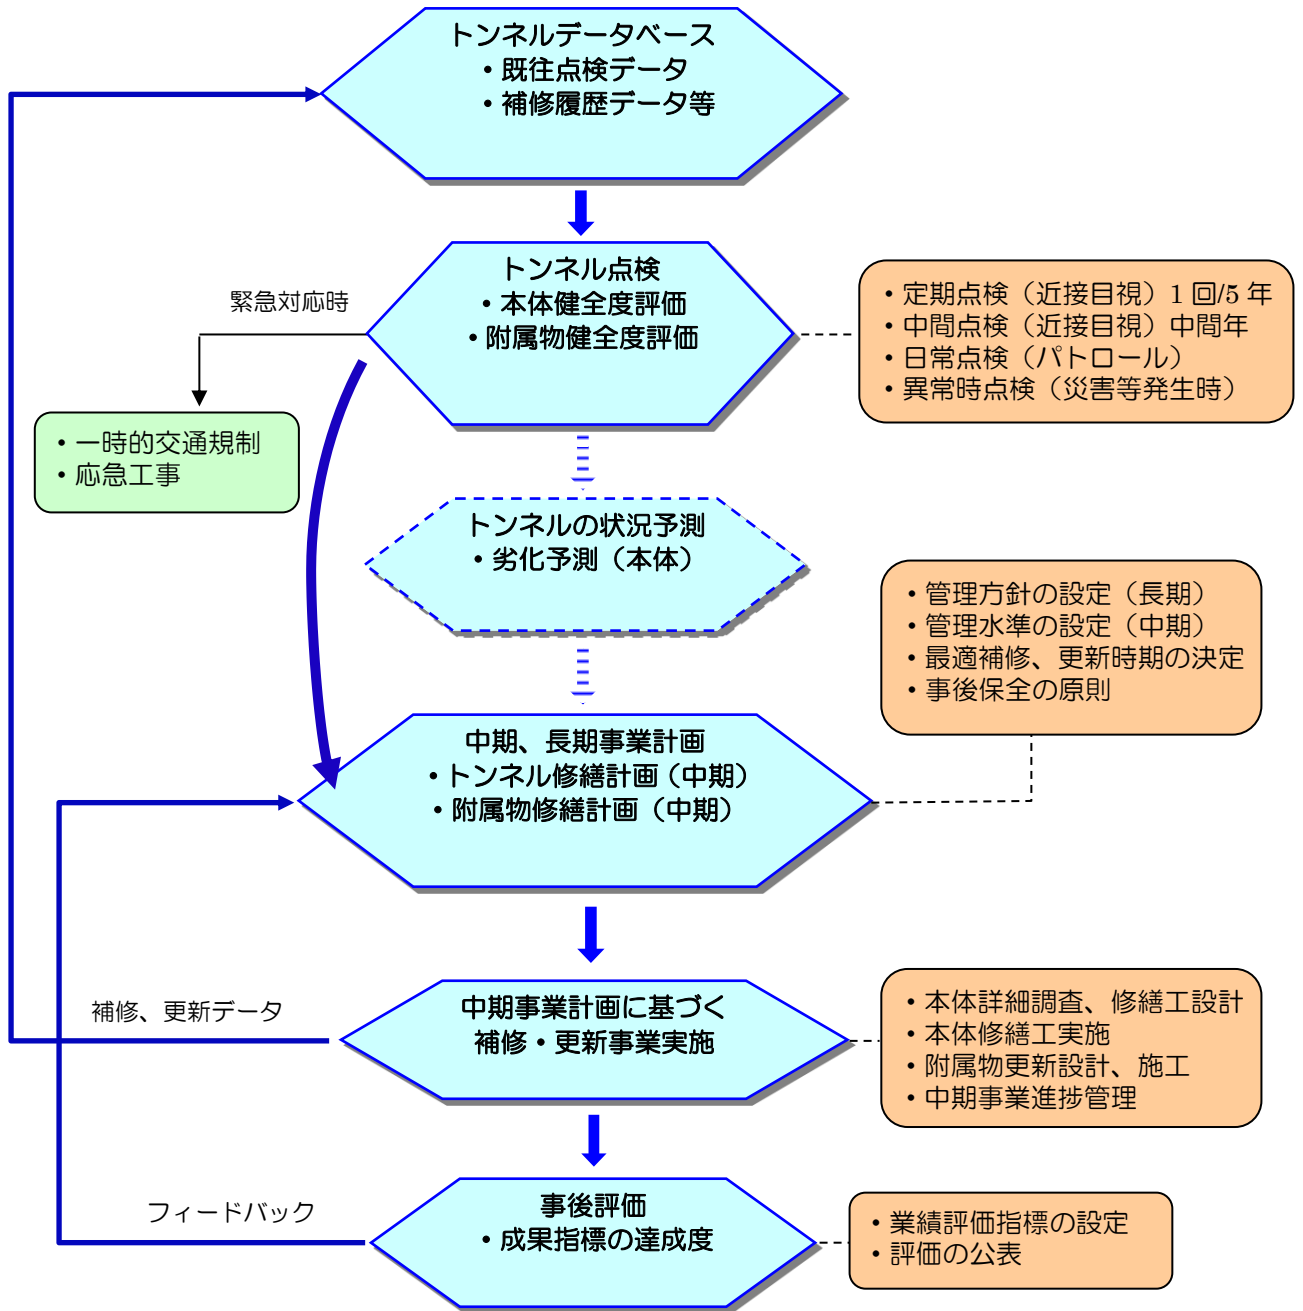 トンネルデータベース
・既往点検データ
・補修履歴データ等
トンネル点検
・本体健全度評価
・附属物健全度評価
緊急対応時
・定期点検（近接目視）1 回/5 年
・中間点検（近接目視）中間年
・日常点検（パトロール）
・異常時点検（災害等発生時）
・一時的交通規制
・応急工事
トンネルの状況予測
・劣化予測（本体）
・管理方針の設定（長期）
・管理水準の設定（中期）
・最適補修、更新時期の決定
・事後保全の原則
中期、長期事業計画
・トンネル修繕計画（中期）
・附属物修繕計画（中期）
中期事業計画に基づく
補修・更新事業実施
補修、更新データ
・本体詳細調査、修繕工設計
・本体修繕工実施
・附属物更新設計、施工
・中期事業進捗管理
事後評価
・成果指標の達成度
フィードバック
・業績評価指標の設定
・評価の公表